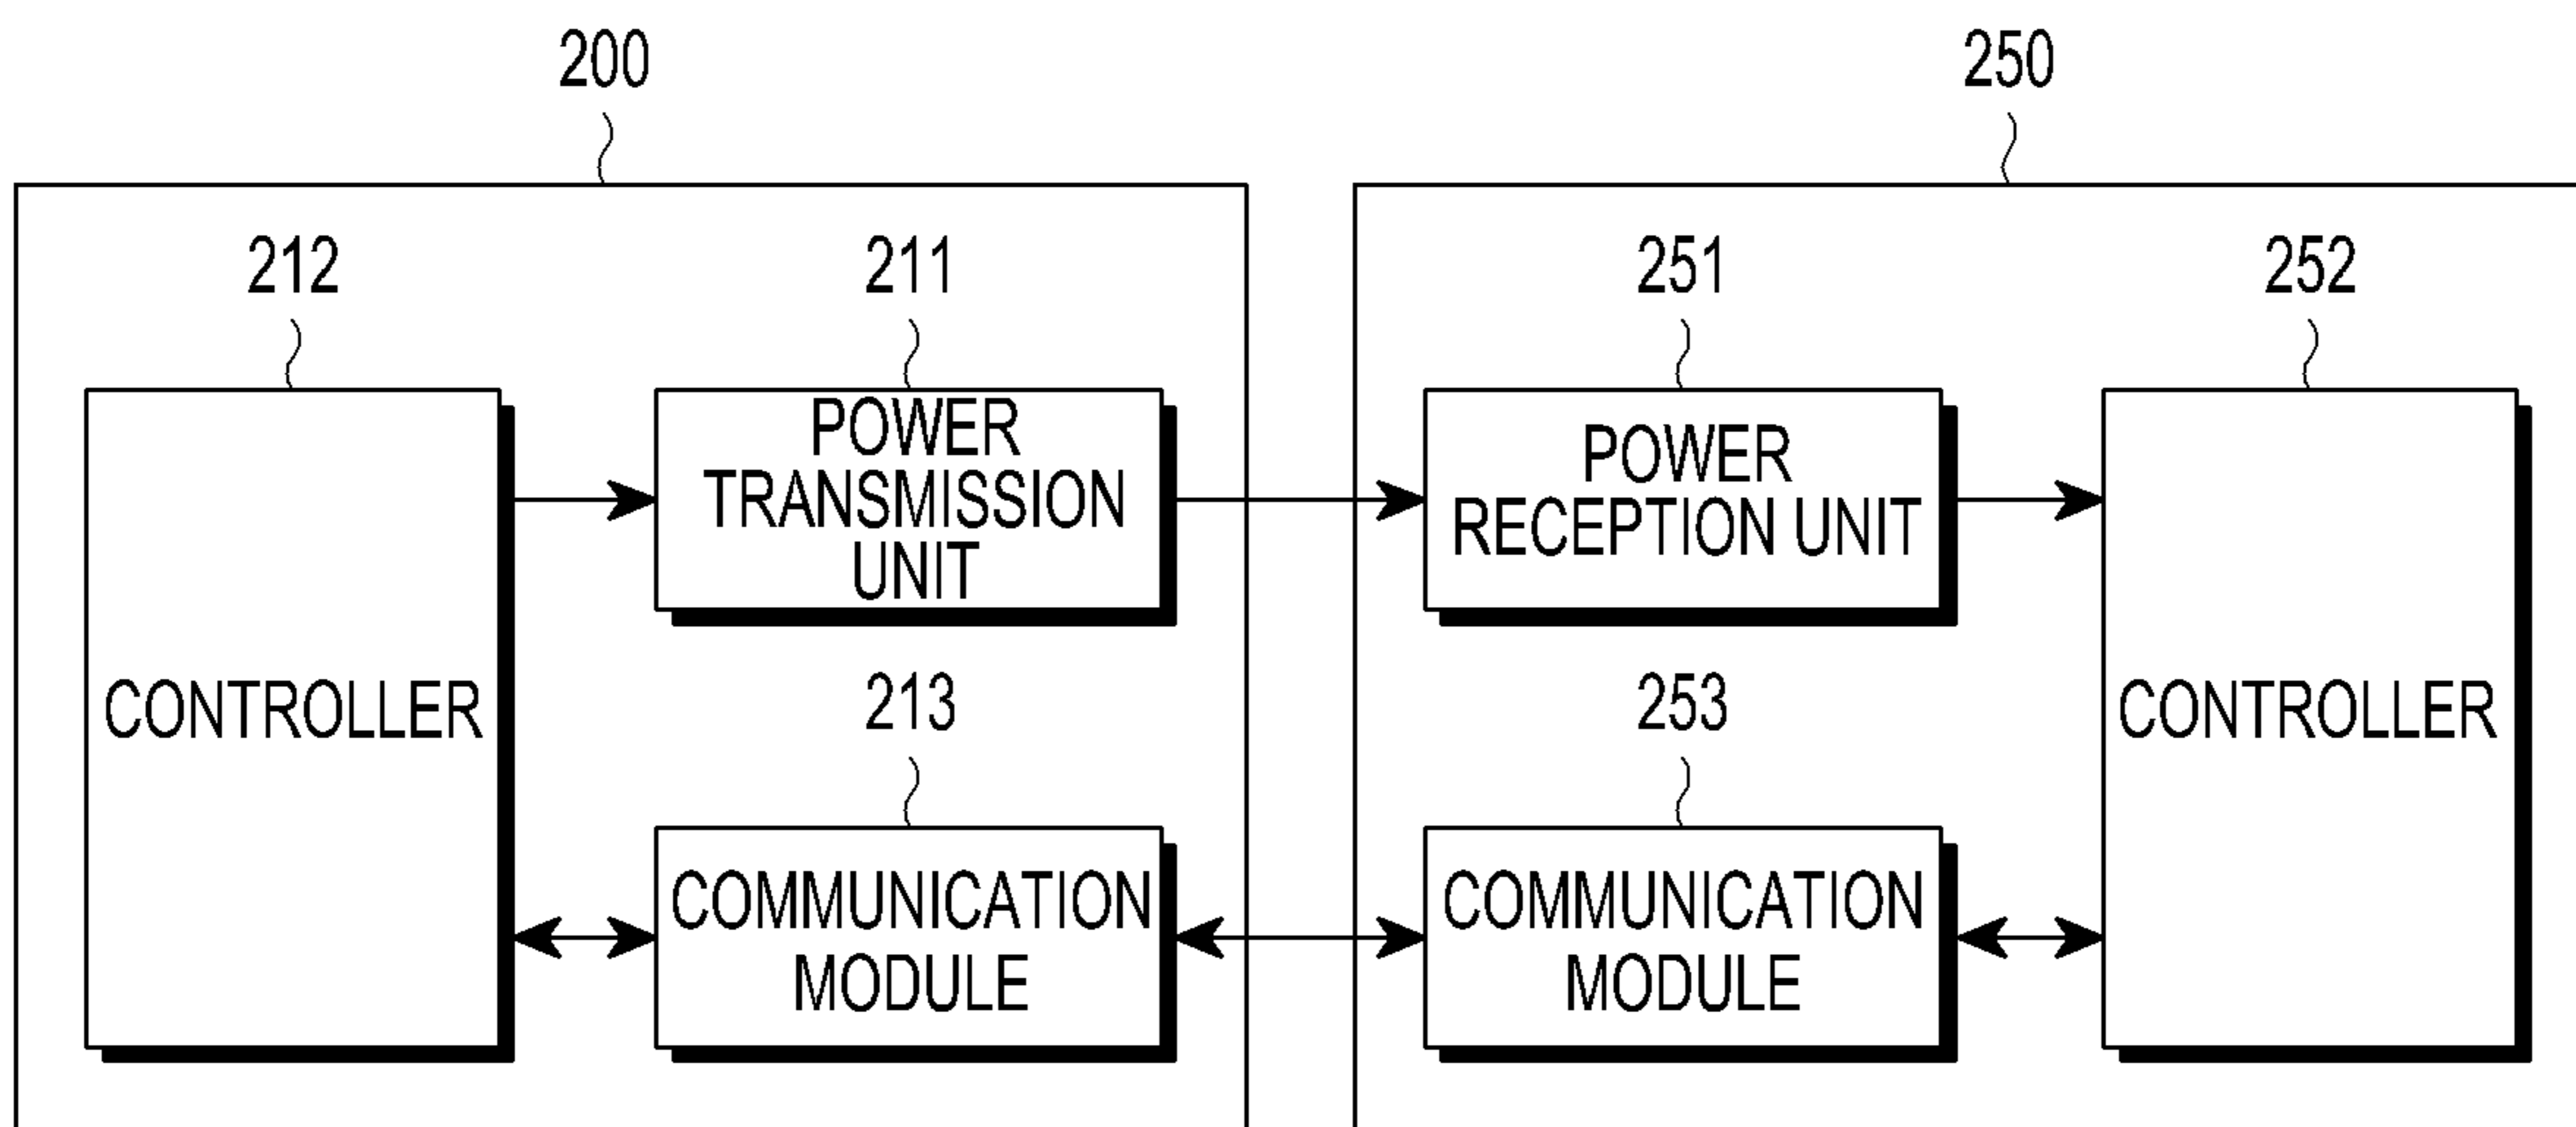 200
250
212
211
251
252
POWER
TRANSMISSION
UNIT
POWER
RECEPTION UNIT
CONTROLLER
CONTROLLER
213
253
COMMUNICATION
MODULE
COMMUNICATION
MODULE